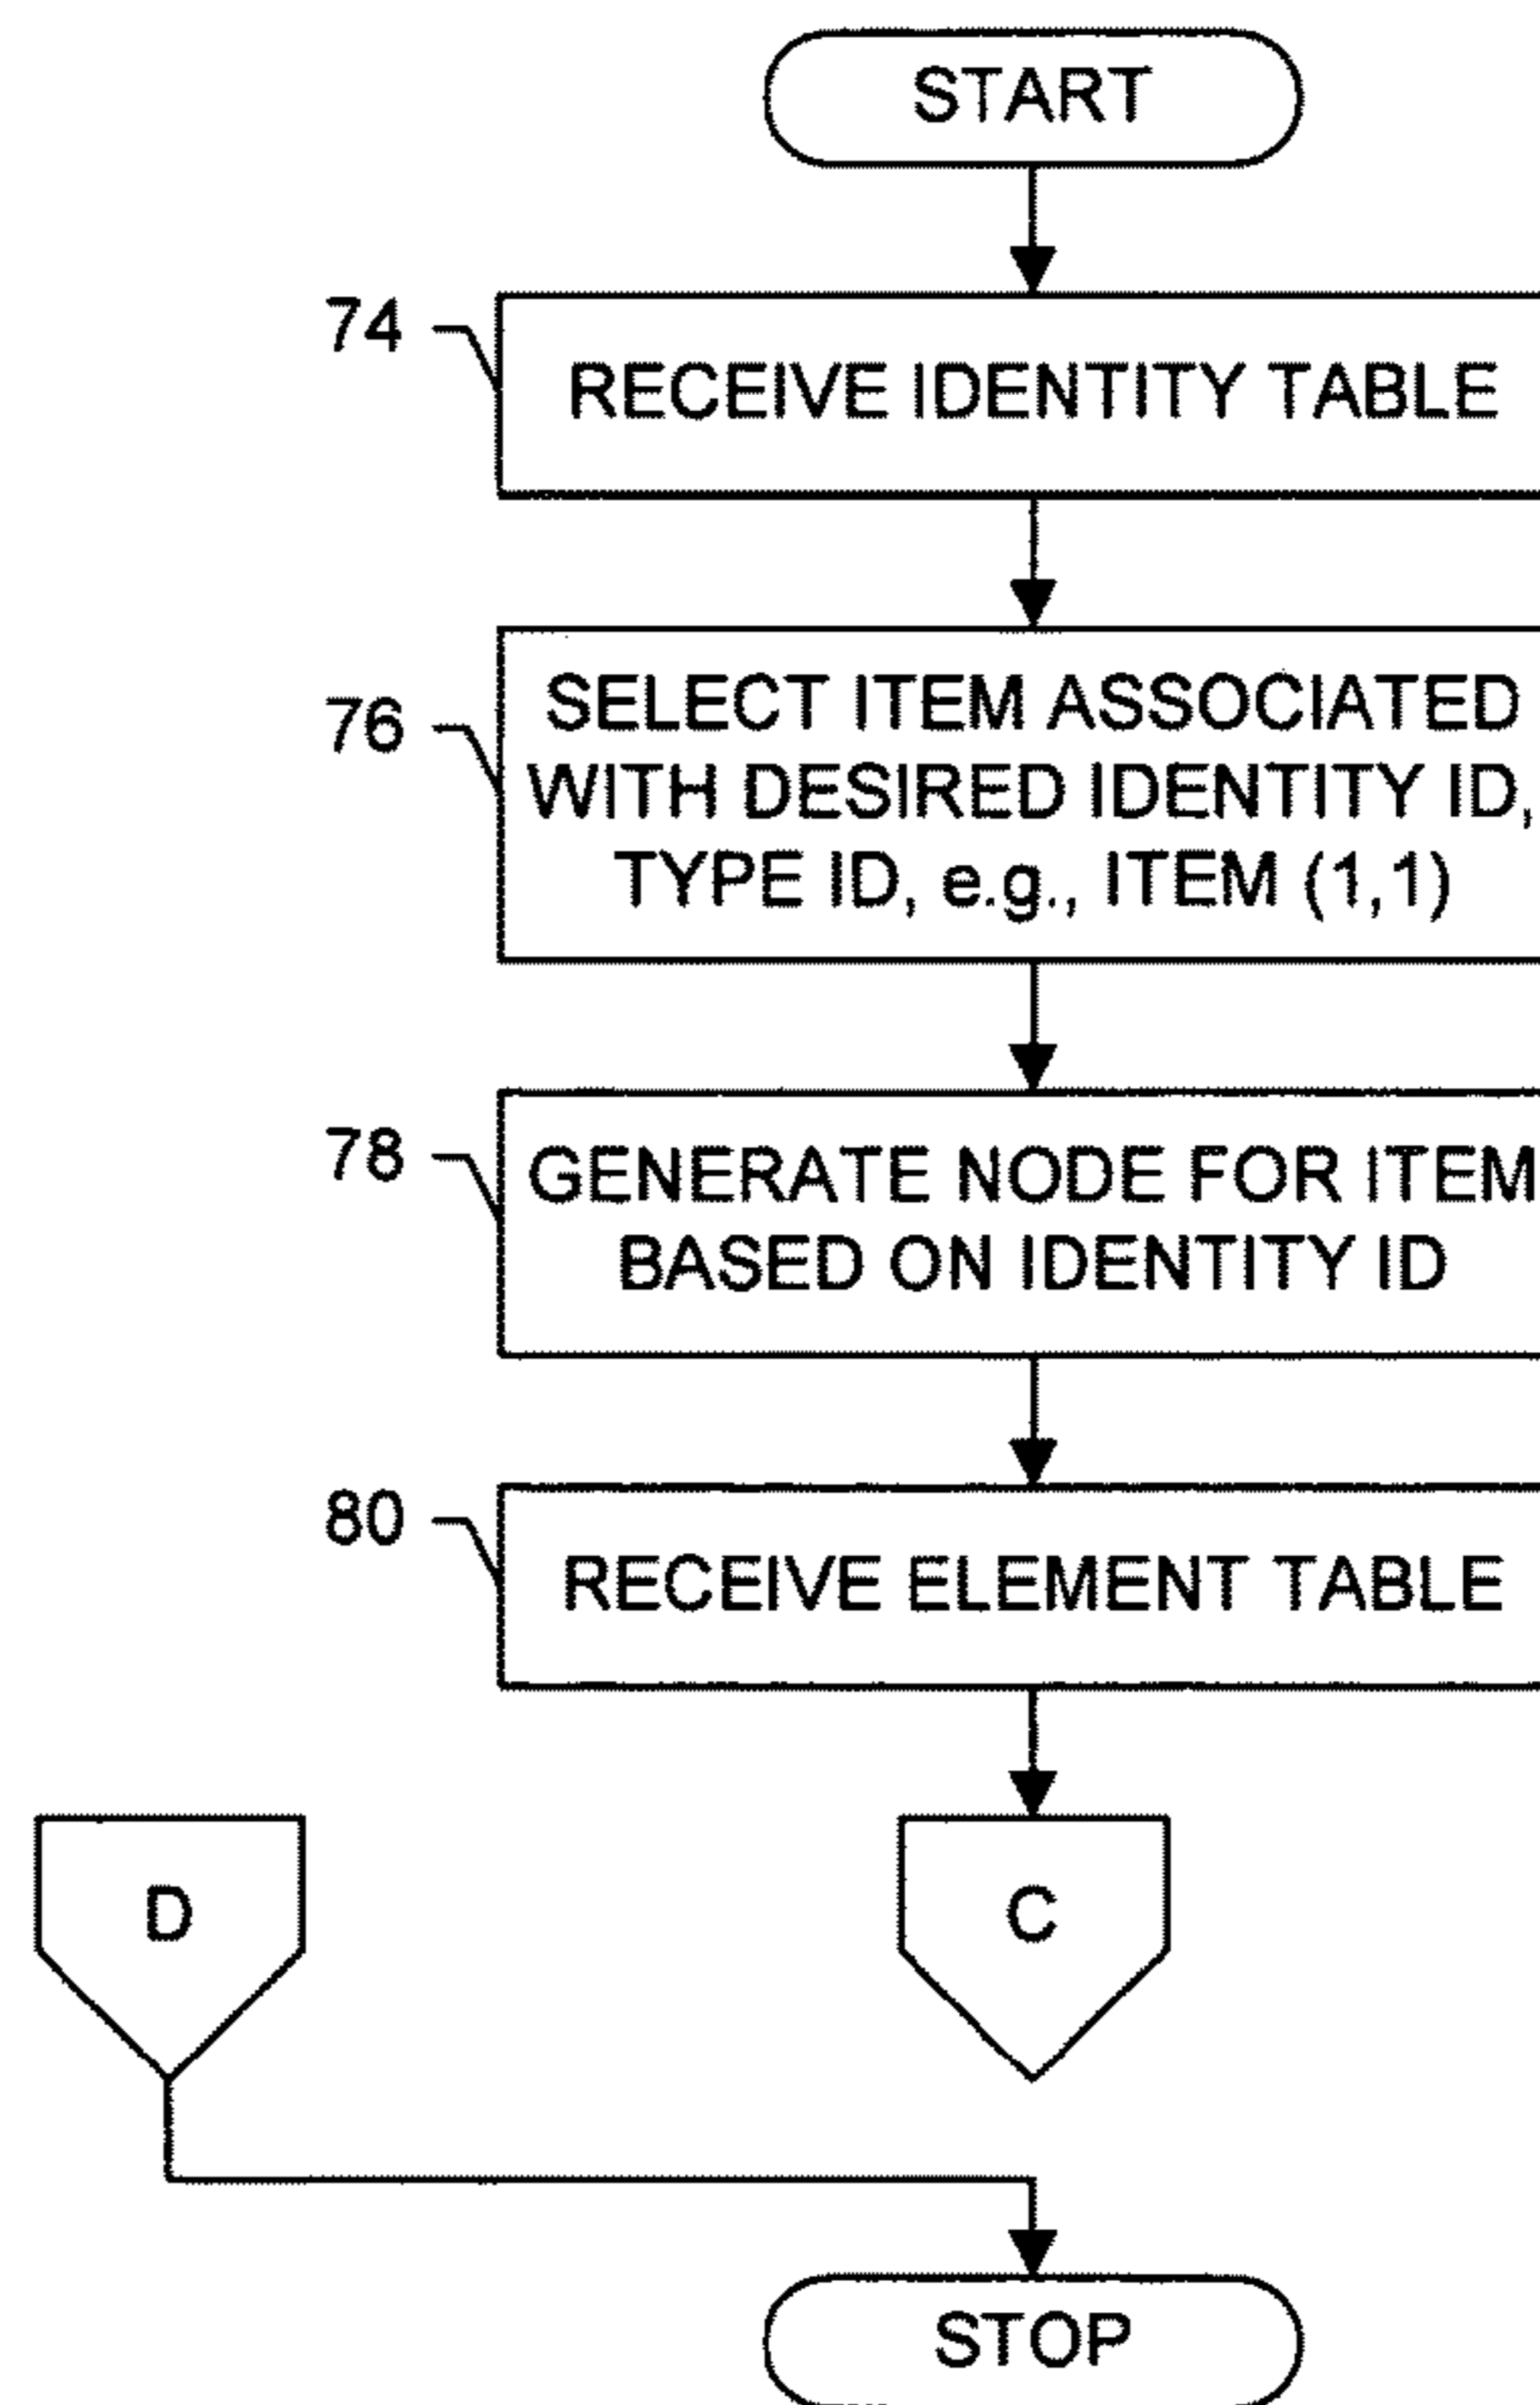 START
74
RECEIVE IDENTITY TABLE
76
SELECT ITEM ASSOCIATED
WITH DESIRED IDENTITY ID,
TYPE ID, e.g., ITEM (1,1)
78
GENERATE NODE FOR ITEM
BASED ON IDENTITY ID
80
RECEIVE ELEMENT TABLE
D
C
STOP